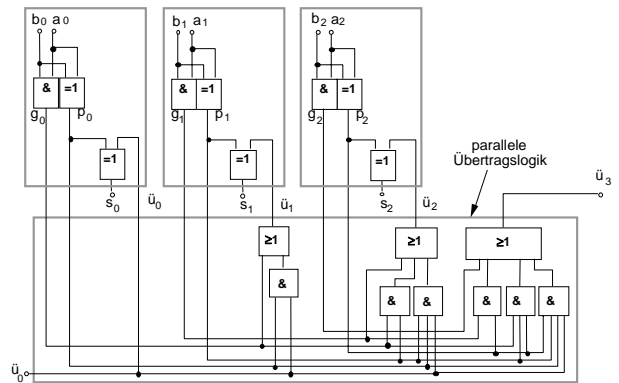 b0 a0
b1 a1
b2 a2
& =1
& =1
& =1
g0 p0
g1 p1
g2 p2
=1
=1
=1
parallele
Übertragslogik
s0 ü0
s1 ü1
s2 ü2
ü3
≥1
≥1
≥1
&
& &
& & &
ü0